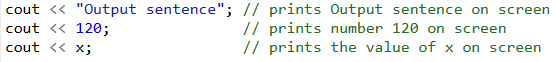 cout << "Output sentence"; // prints Output sentence on screen
cout << 120;               // prints number 120 on screen
cout << x;                 // prints the value of x on screen